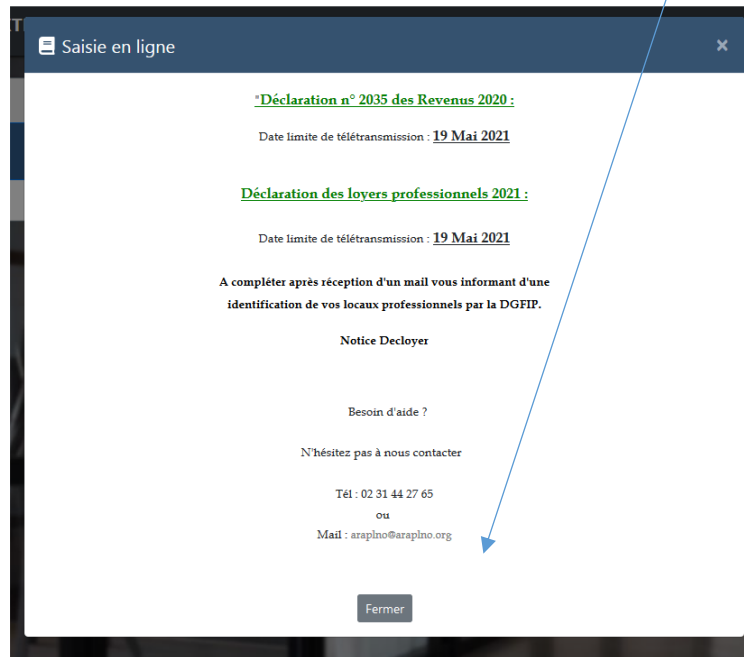 Saisie en ligne
×
"Déclaration n° 2035 des Revenus 2020 :
Date limite de télétransmission : 19 Mai 2021
Déclaration des loyers professionnels 2021 :
Date limite de télétransmission : 19 Mai 2021
A compléter après réception d'un mail vous informant d'une
identification de vos locaux professionnels par la DGFIP.
Notice Decloyer
Besoin d'aide ?
N'hésitez pas à nous contacter
Tél : 02 31 44 27 65
ou
Mail : araplno@araplno.org
Fermer